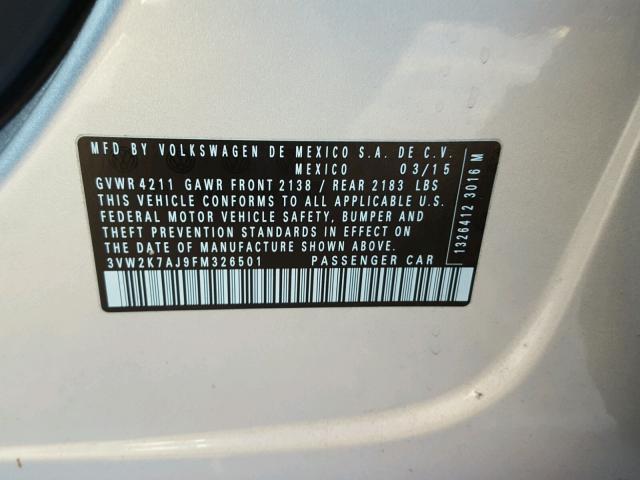 MFD BY VOLKSWAGEN DE MEXICO S.A. DE C.V.
MEXICO 03/15
GVWR 4211 GAWR FRONT 2138 / REAR 2183 LBS
THIS VEHICLE CONFORMS TO ALL APPLICABLE U.S.
FEDERAL MOTOR VEHICLE SAFETY, BUMPER AND
THEFT PREVENTION STANDARDS IN EFFECT ON
THE DATE OF MANUFACTURE SHOWN ABOVE.
3VW2K7AJ9FM326501 PASSENGER CAR
1326412 3016 M